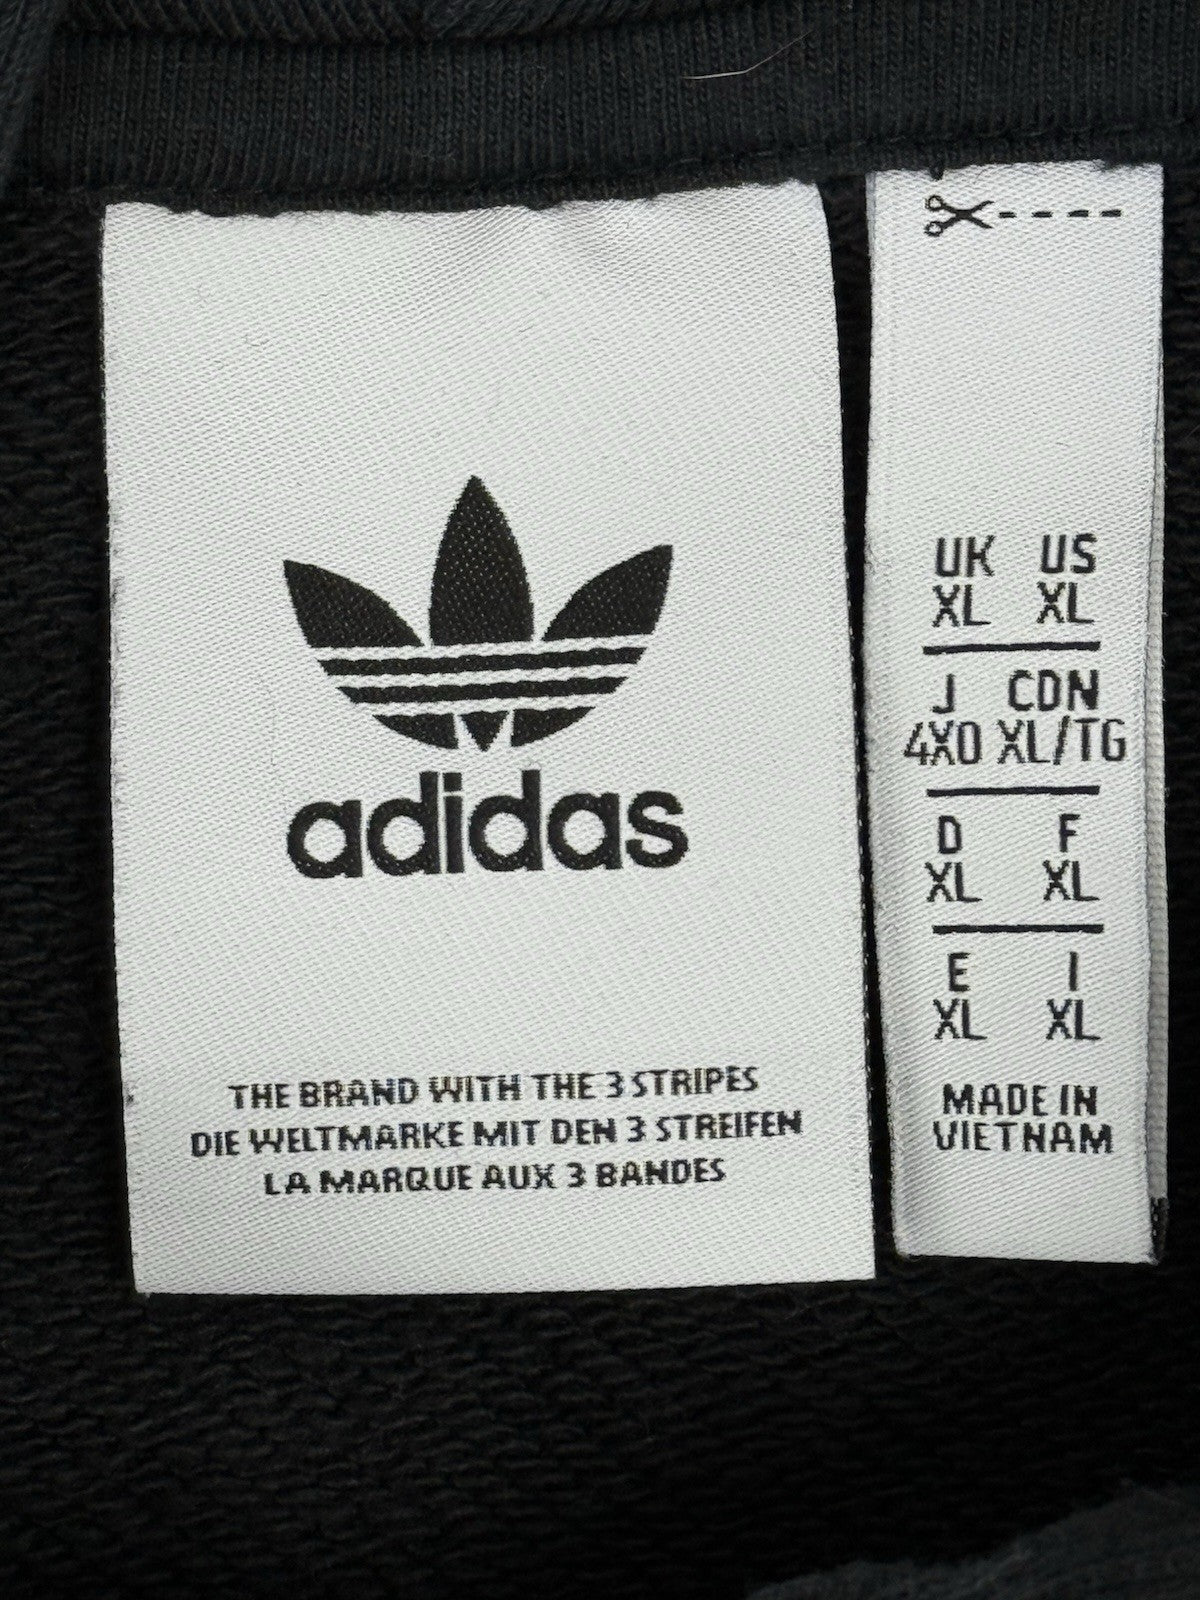 adidas
THE BRAND WITH THE 3 STRIPES
DIE WELTMARKE MIT DEN 3 STREIFEN
LA MARQUE AUX 3 BANDES
UK US
XL XL
J CDN
4XO XL/TG
D F
XL XL
E I
XL XL
MADE IN
VIETNAM